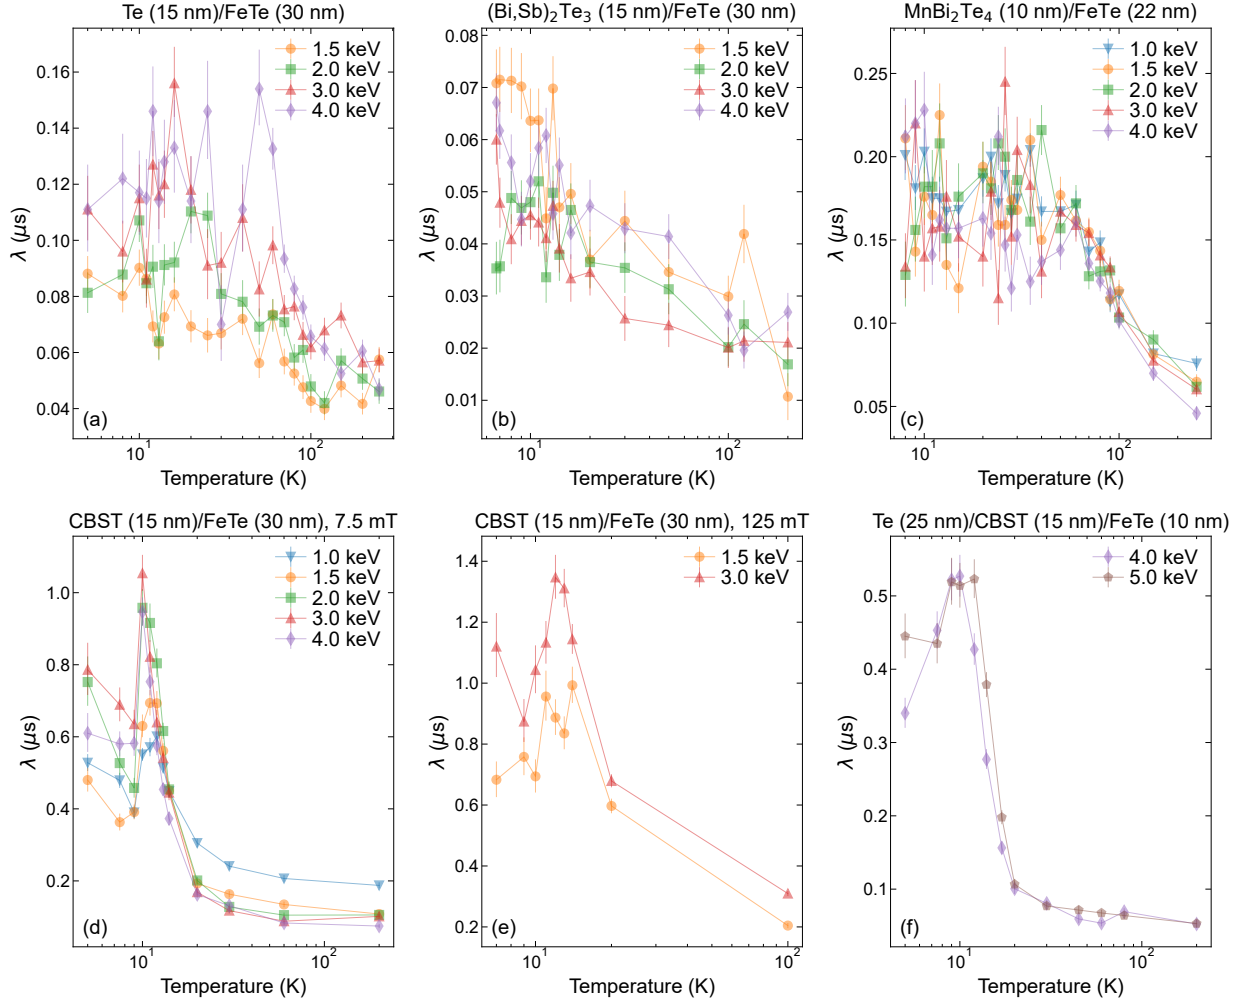 Te (15 nm)/FeTe (30 nm)
1.5 keV
2.0 keV
3.0 keV
4.0 keV
0.16
0.14
0.12
0.10
0.08
0.06
0.04
λ (μs)
(a)
10¹
10²
Temperature (K)
(Bi,Sb)₂Te₃ (15 nm)/FeTe (30 nm)
1.5 keV
2.0 keV
3.0 keV
4.0 keV
0.08
0.07
0.06
0.05
0.04
0.03
0.02
0.01
λ (μs)
(b)
10¹
10²
Temperature (K)
MnBi₂Te₄ (10 nm)/FeTe (22 nm)
1.0 keV
1.5 keV
2.0 keV
3.0 keV
4.0 keV
0.25
0.20
0.15
0.10
0.05
λ (μs)
(c)
10¹
10²
Temperature (K)
CBST (15 nm)/FeTe (30 nm), 7.5 mT
1.0 keV
1.5 keV
2.0 keV
3.0 keV
4.0 keV
1.0
0.8
0.6
0.4
0.2
λ (μs)
(d)
10¹
10²
Temperature (K)
CBST (15 nm)/FeTe (30 nm), 125 mT
1.5 keV
3.0 keV
1.4
1.2
1.0
0.8
0.6
0.4
0.2
λ (μs)
(e)
10¹
10²
Temperature (K)
Te (25 nm)/CBST (15 nm)/FeTe (10 nm)
4.0 keV
5.0 keV
0.5
0.4
0.3
0.2
0.1
λ (μs)
(f)
10¹
10²
Temperature (K)